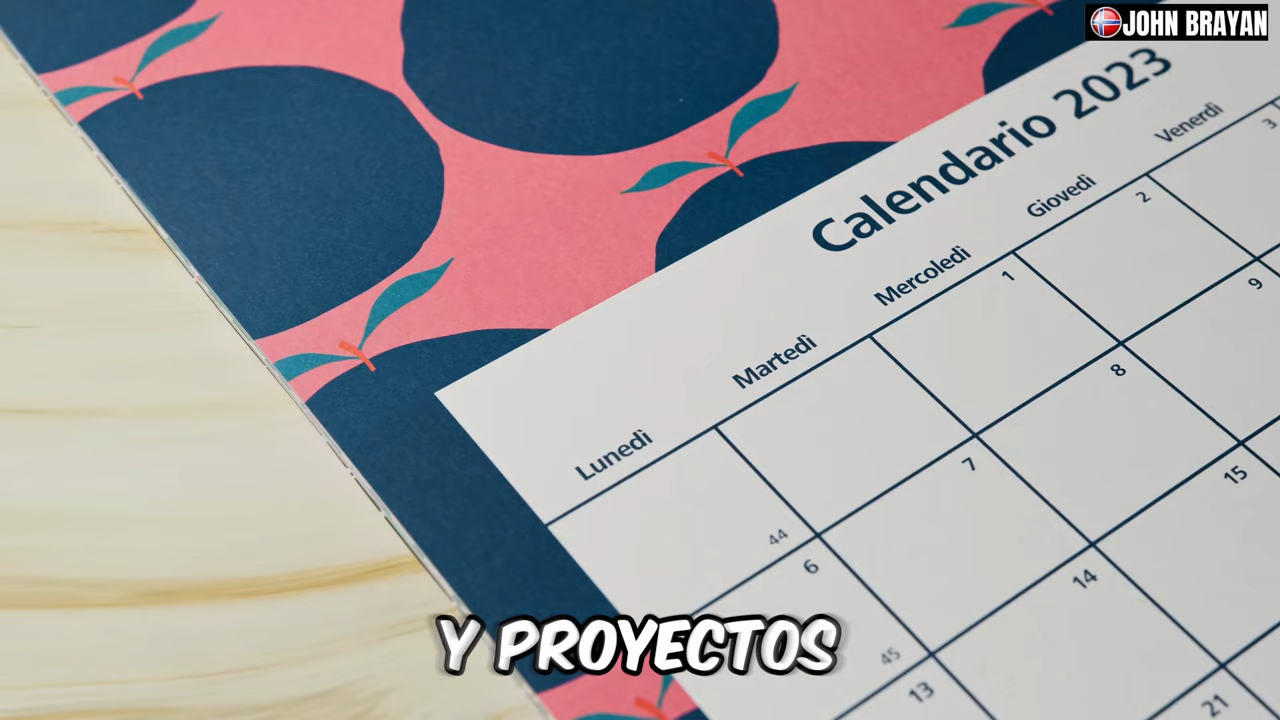 JOHN BRAYAN
Calendario 2023
Lunedì Martedì Mercoledì Giovedì Venerdì
1 2 3
44
6 7 8 9
45
13 14 15
21
Y PROYECTOS